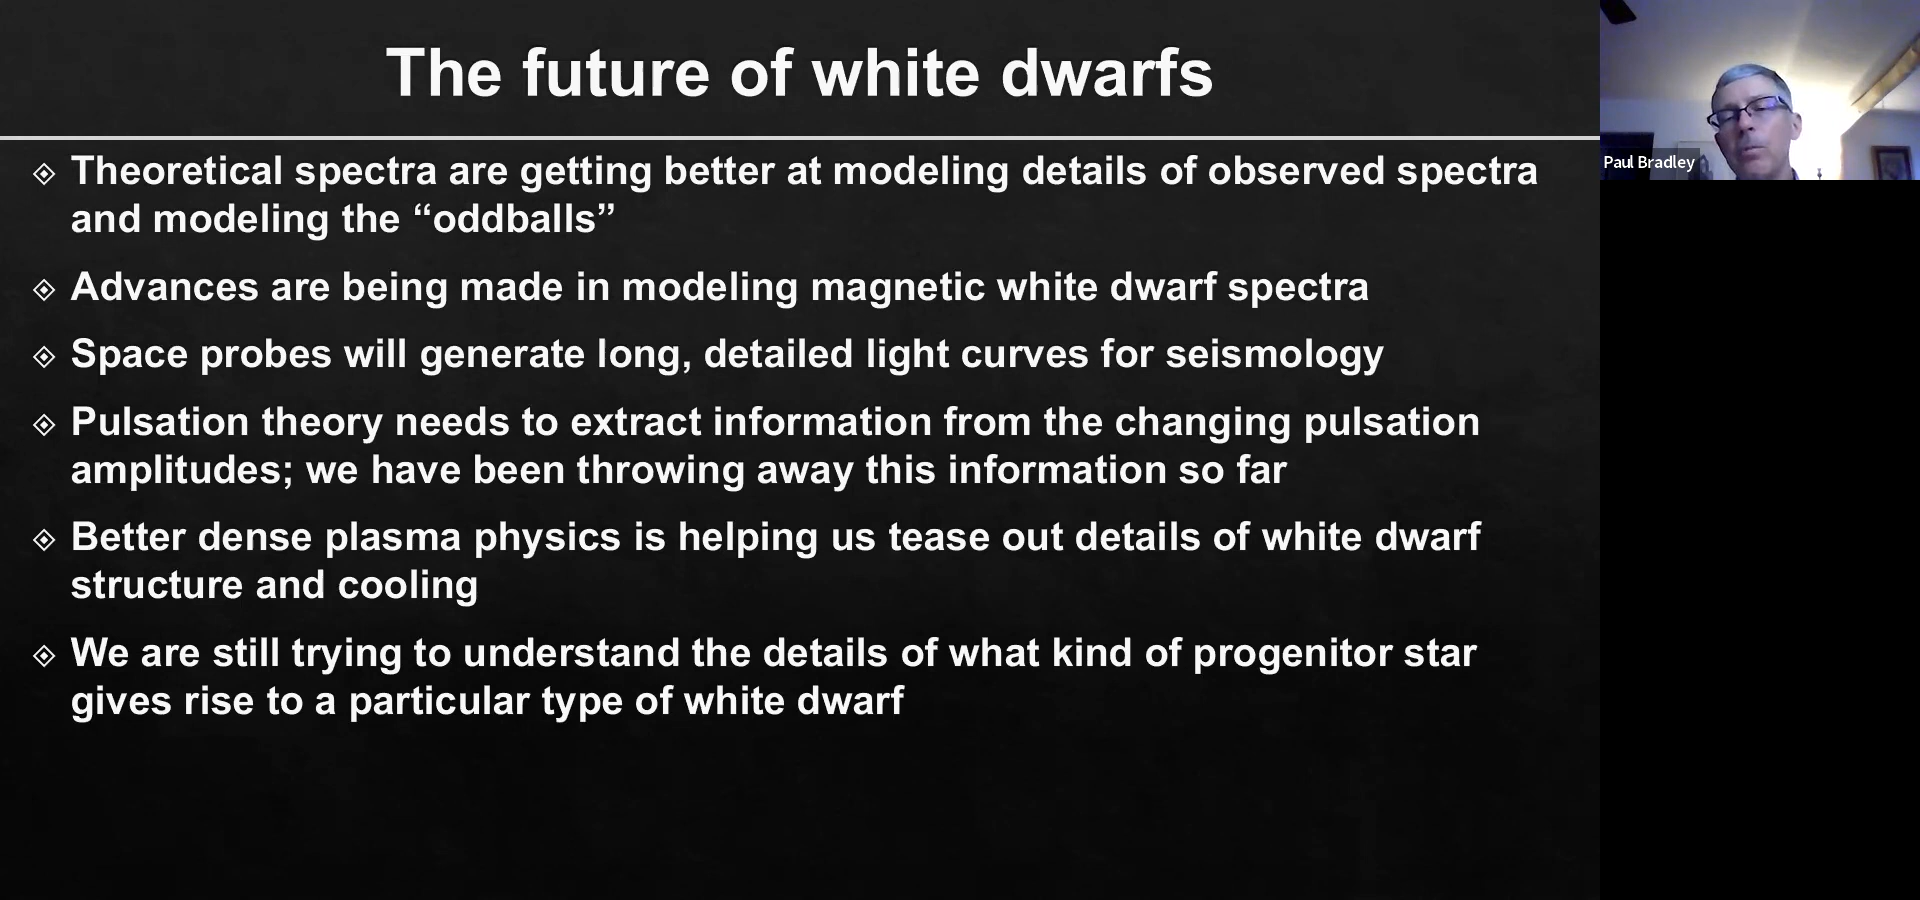 The future of white dwarfs
Theoretical spectra are getting better at modeling details of observed spectra
and modeling the “oddballs”
Advances are being made in modeling magnetic white dwarf spectra
Space probes will generate long, detailed light curves for seismology
Pulsation theory needs to extract information from the changing pulsation
amplitudes; we have been throwing away this information so far
Better dense plasma physics is helping us tease out details of white dwarf
structure and cooling
We are still trying to understand the details of what kind of progenitor star
gives rise to a particular type of white dwarf
Paul Bradley